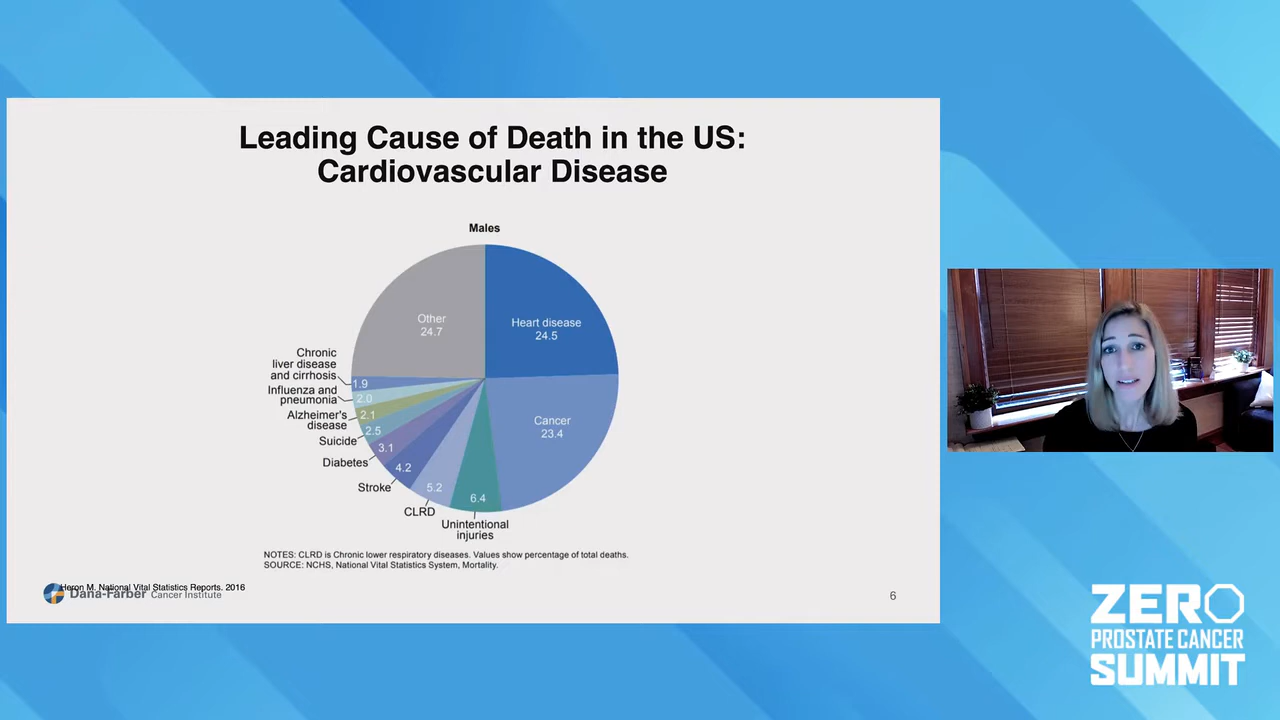 Leading Cause of Death in the US:
Cardiovascular Disease
Males
Other
24.7
Heart disease
24.5
Cancer
23.4
Chronic
liver disease
and cirrhosis
1.9
Influenza and
pneumonia
2.0
Alzheimer's
disease
2.1
Suicide
2.5
Diabetes
3.1
Stroke
4.2
CLRD
5.2
Unintentional
injuries
6.4
NOTES: CLRD is Chronic lower respiratory diseases. Values show percentage of total deaths.
SOURCE: NCHS, National Vital Statistics System, Mortality.
Heron M. National Vital Statistics Reports. 2016
Dana-Farber Cancer Institute
6
ZERO
PROSTATE CANCER
SUMMIT